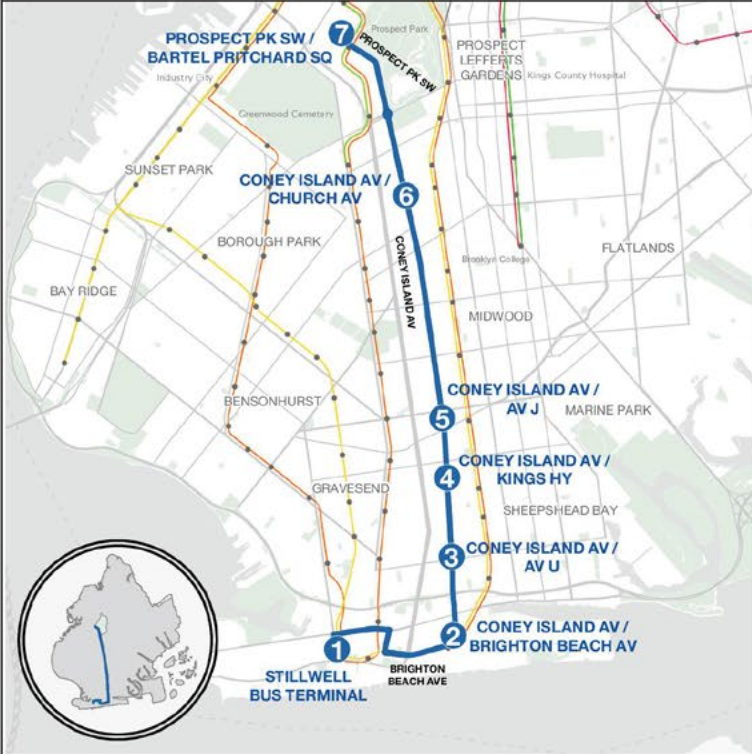 7
PROSPECT PK SW /
BARTEL PRITCHARD SQ
Prospect Park
PROSPECT PK SW
PROSPECT
LEFFERTS
GARDENS
Kings County Hospital
Industry City
Greenwood Cemetery
SUNSET PARK
CONEY ISLAND AV /
CHURCH AV
6
BOROUGH PARK
CONEY ISLAND AV
FLATLANDS
Brooklyn College
BAY RIDGE
MIDWOOD
BENSONHURST
CONEY ISLAND AV /
AV J
5
MARINE PARK
CONEY ISLAND AV /
KINGS HY
4
GRAVESEND
SHEEPSHEAD BAY
CONEY ISLAND AV /
AV U
3
CONEY ISLAND AV /
BRIGHTON BEACH AV
2
1
STILLWELL
BUS TERMINAL
BRIGHTON
BEACH AVE